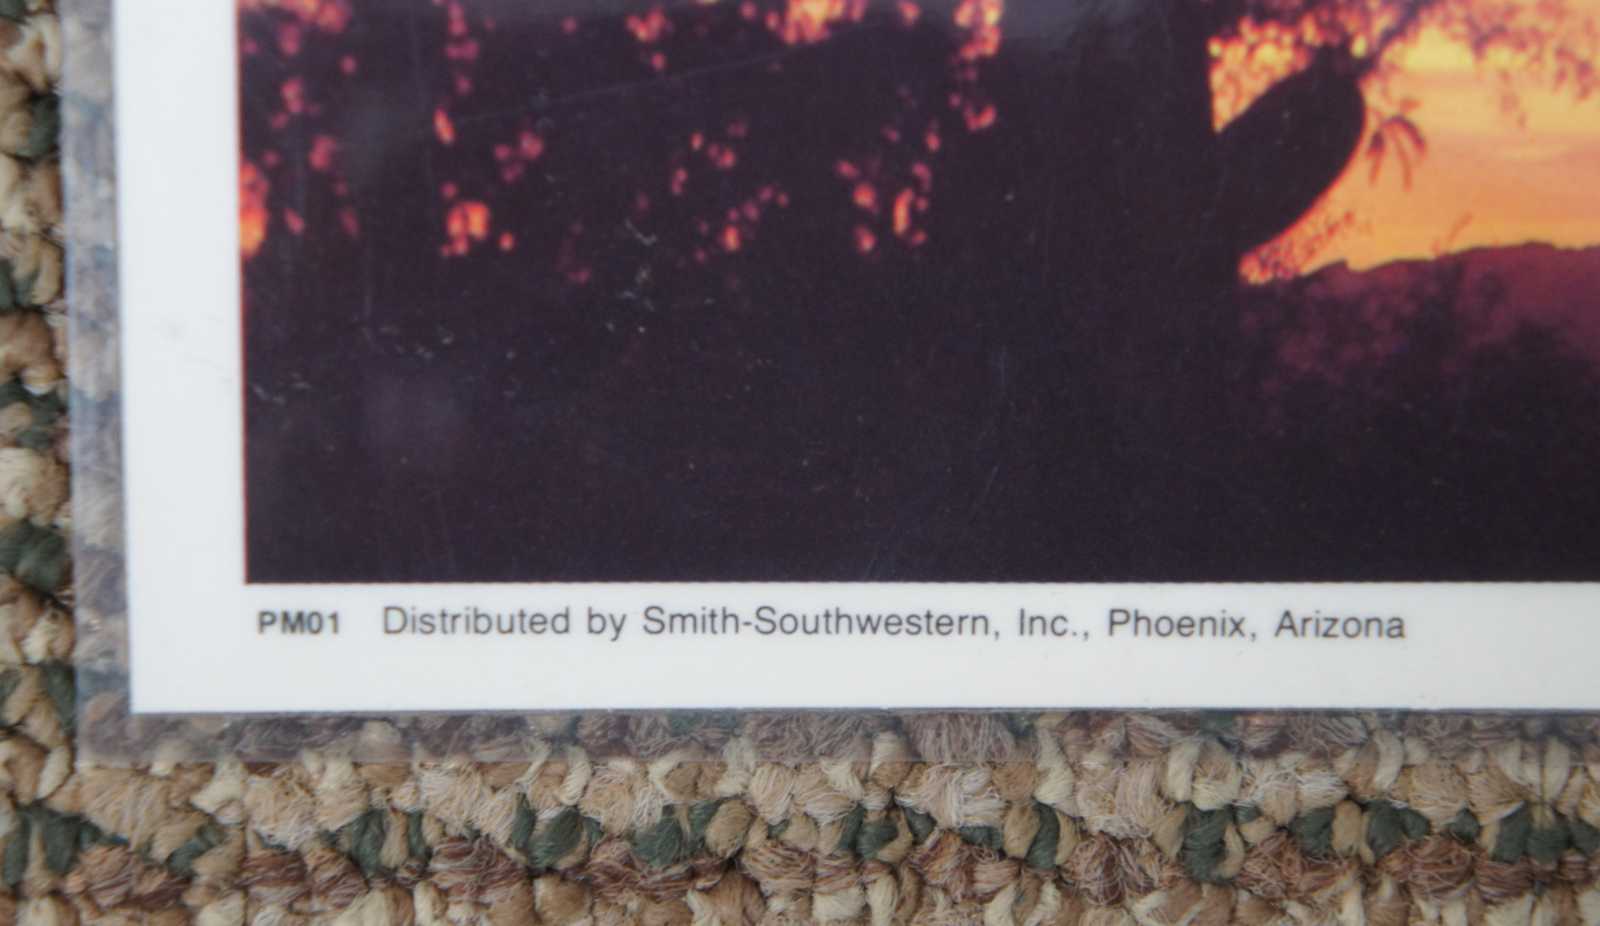 PM01 Distributed by Smith-Southwestern, Inc., Phoenix, Arizona